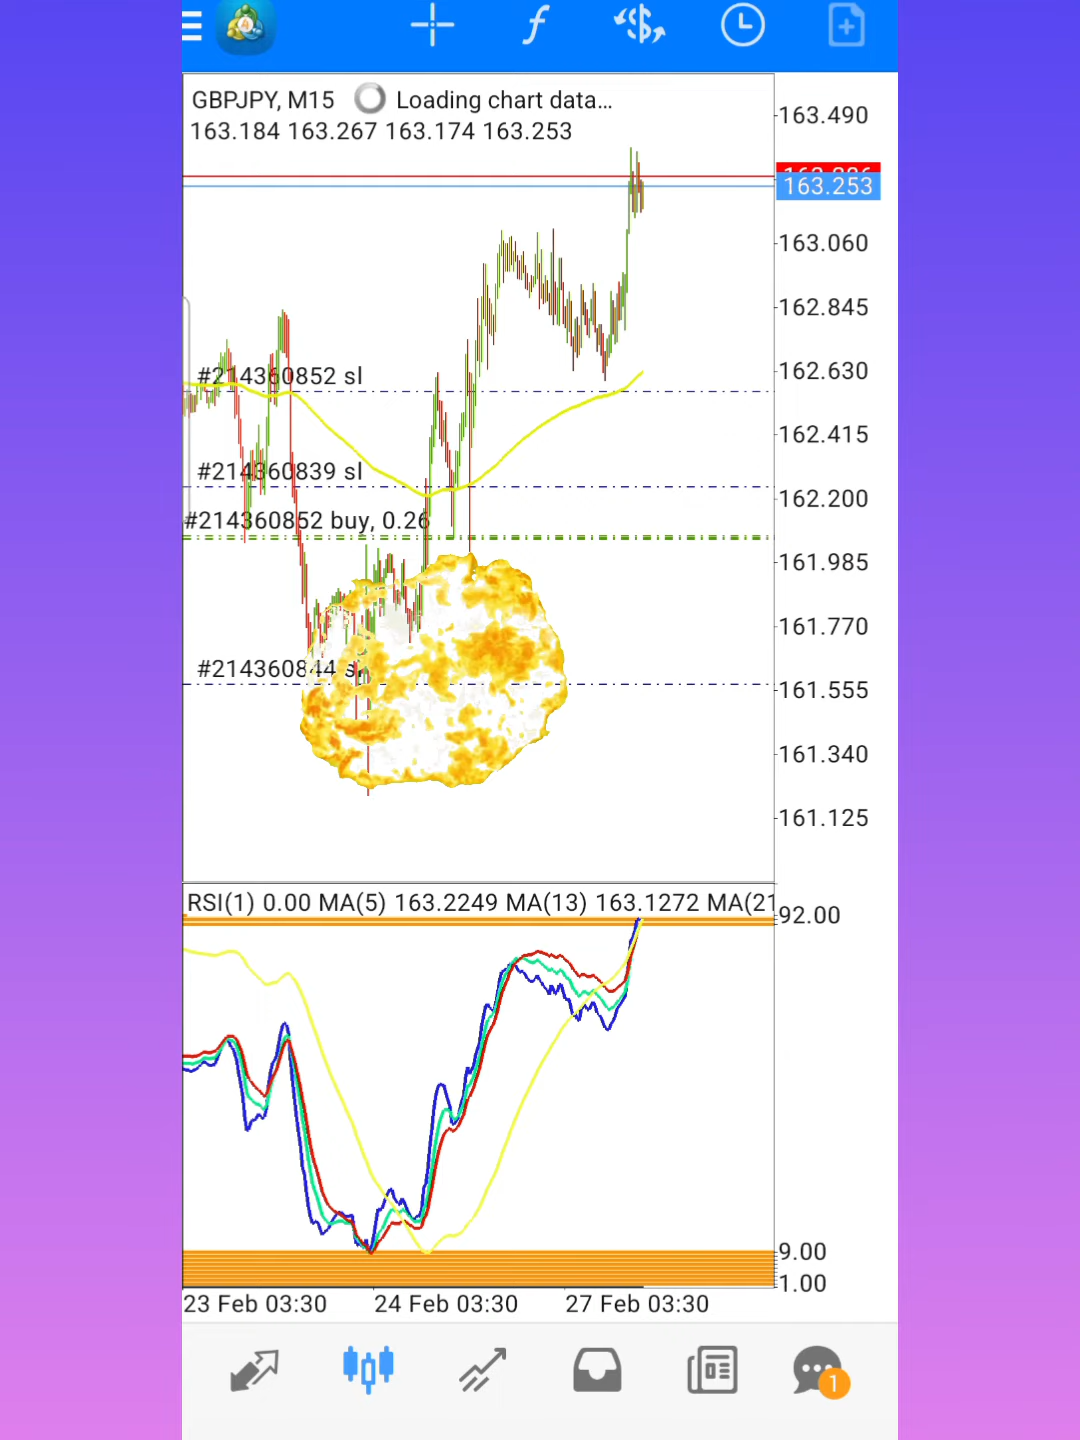 GBPJPY, M15 Loading chart data...
163.184 163.267 163.174 163.253
163.490
163.253
163.060
162.845
#214360852 sl
162.630
162.415
#214360839 sl
162.200
#214360852 buy, 0.26
161.985
161.770
#214360844 sl
161.555
161.340
161.125
RSI(1) 0.00 MA(5) 163.2249 MA(13) 163.1272 MA(21
92.00
9.00
1.00
23 Feb 03:30 24 Feb 03:30 27 Feb 03:30
1